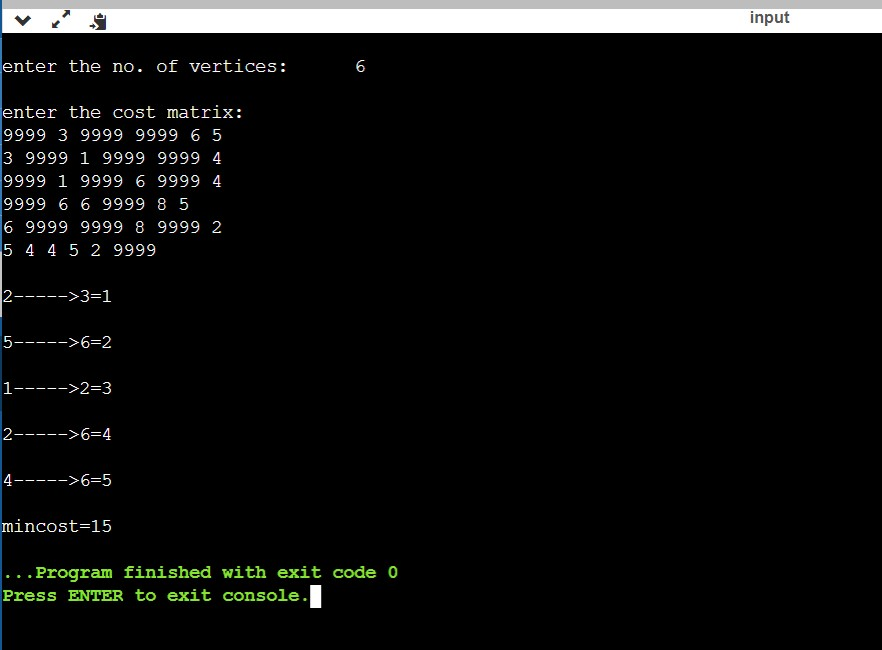 input
enter the no. of vertices: 6
enter the cost matrix:
9999 3 9999 9999 6 5
3 9999 1 9999 9999 4
9999 1 9999 6 9999 4
9999 6 6 9999 8 5
6 9999 9999 8 9999 2
5 4 4 5 2 9999
2----->3=1
5----->6=2
1----->2=3
2----->6=4
4----->6=5
mincost=15
...Program finished with exit code 0
Press ENTER to exit console.